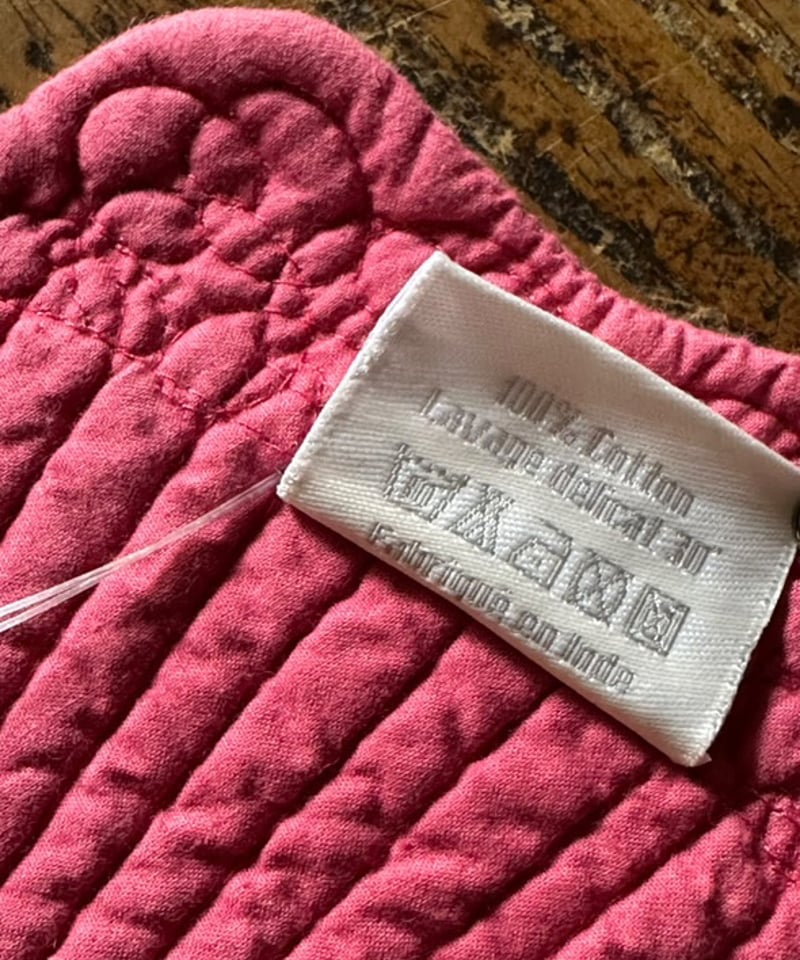 100% Cotton
Lavage délicat 30°
Fabriqué en Inde